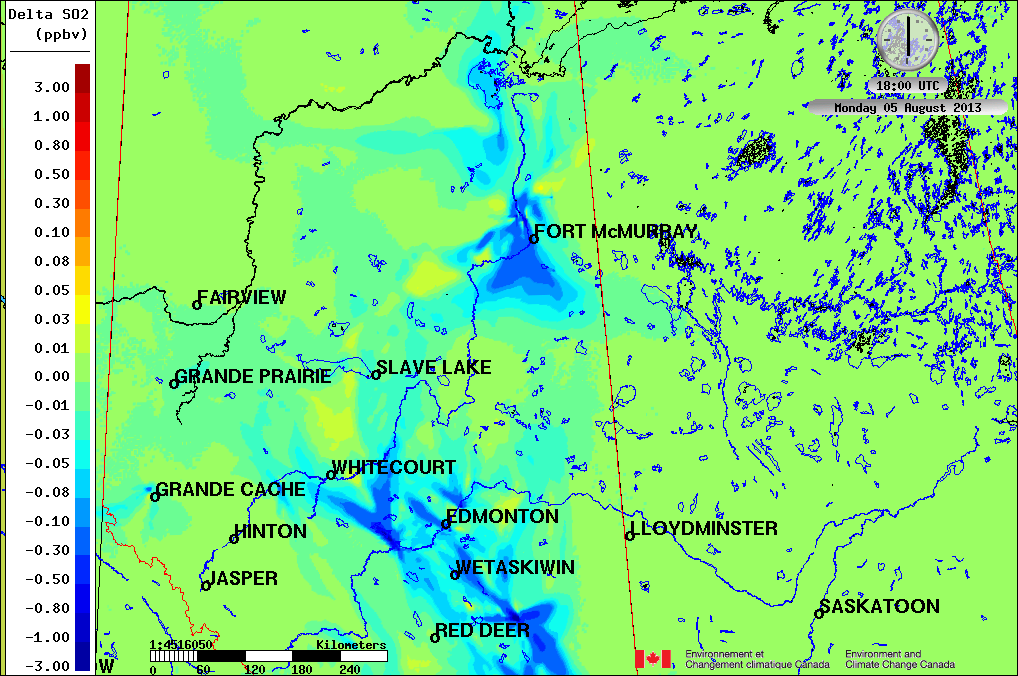 Delta SO2
(ppbv)
3.00
1.00
0.80
0.50
0.30
0.10
0.08
0.05
0.03
0.01
0.00
-0.01
-0.03
-0.05
-0.08
-0.10
-0.30
-0.50
-0.80
-1.00
-3.00
18:00 UTC
Monday 05 August 2013
FORT McMURRAY
FAIRVIEW
GRANDE PRAIRIE
SLAVE LAKE
WHITECOURT
GRANDE CACHE
EDMONTON
HINTON
LLOYDMINSTER
JASPER
WETASKIWIN
SASKATOON
RED DEER
1:4516050
Kilometers
W
0 60 120 180 240
Environnement et
Changement climatique Canada
Environment and
Climate Change Canada